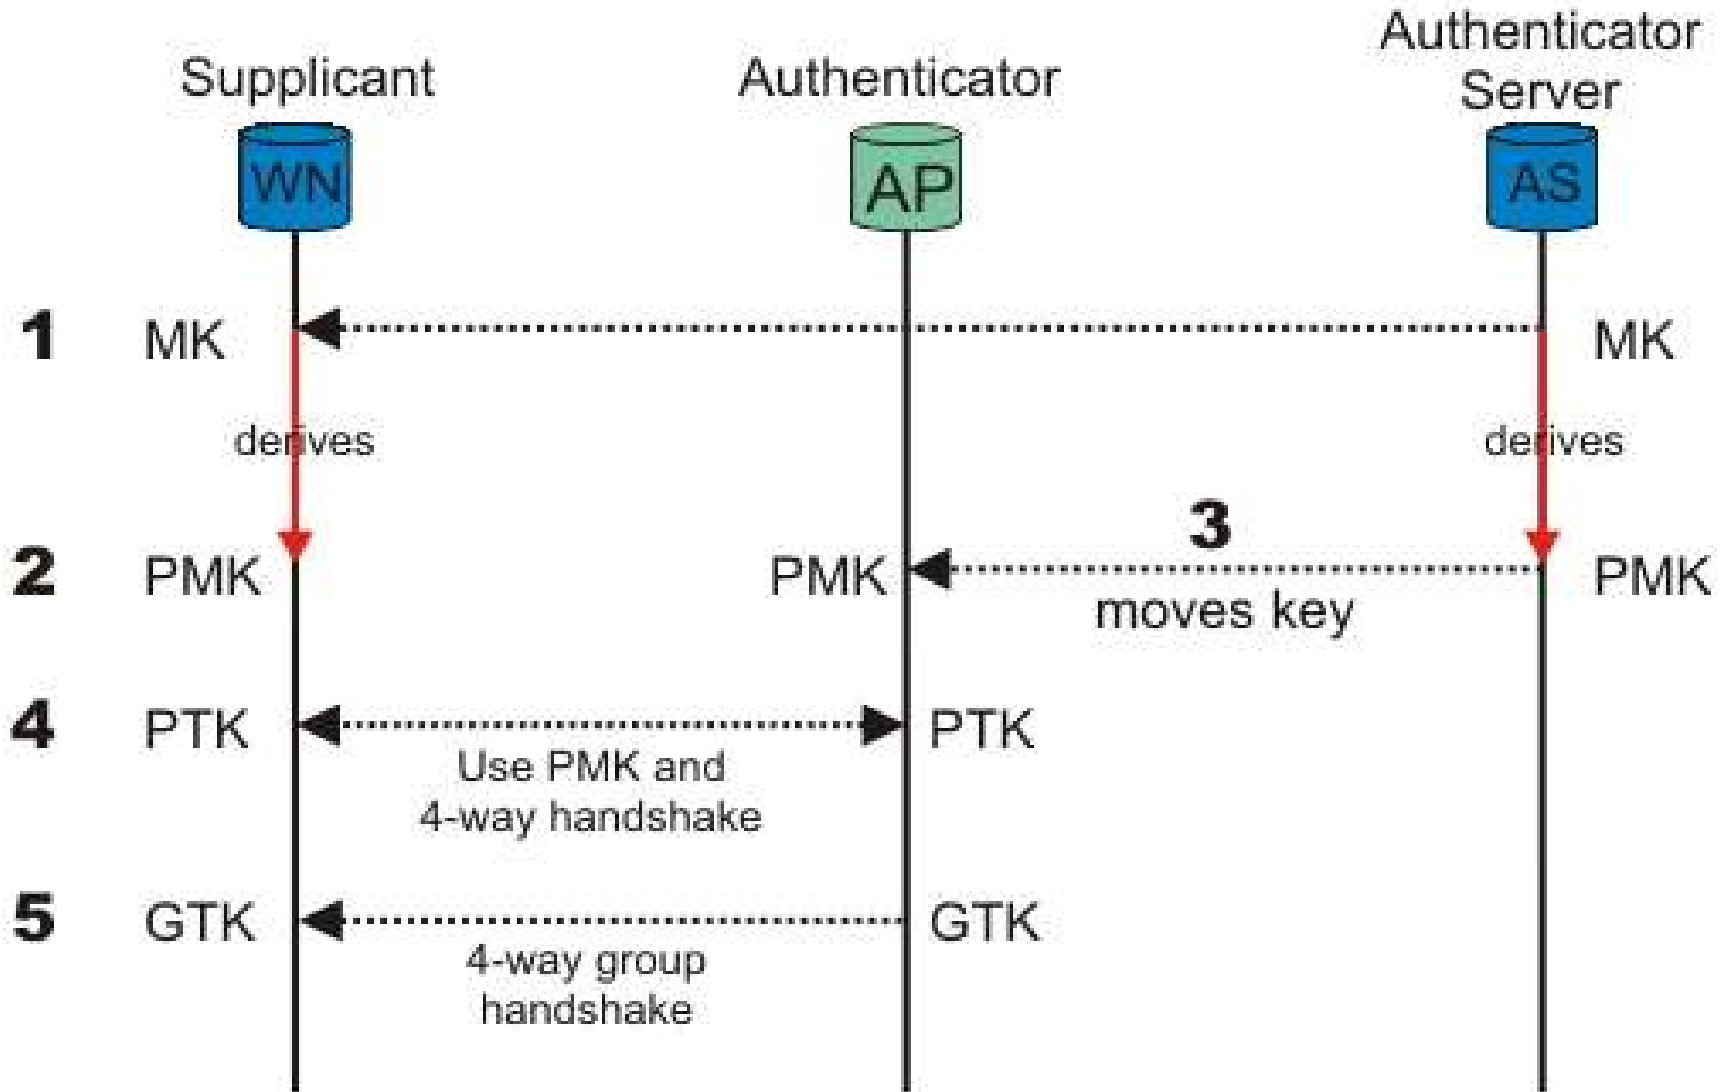 Supplicant
Authenticator
Authenticator
Server
WN
AP
AS
1
MK
MK
derives
derives
3
2
PMK
PMK
PMK
moves key
4
PTK
PTK
Use PMK and
4-way handshake
5
GTK
GTK
4-way group
handshake